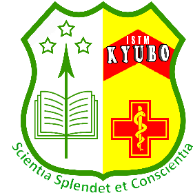 ISTM
KYUBO
Scientia Splendet et Conscientia